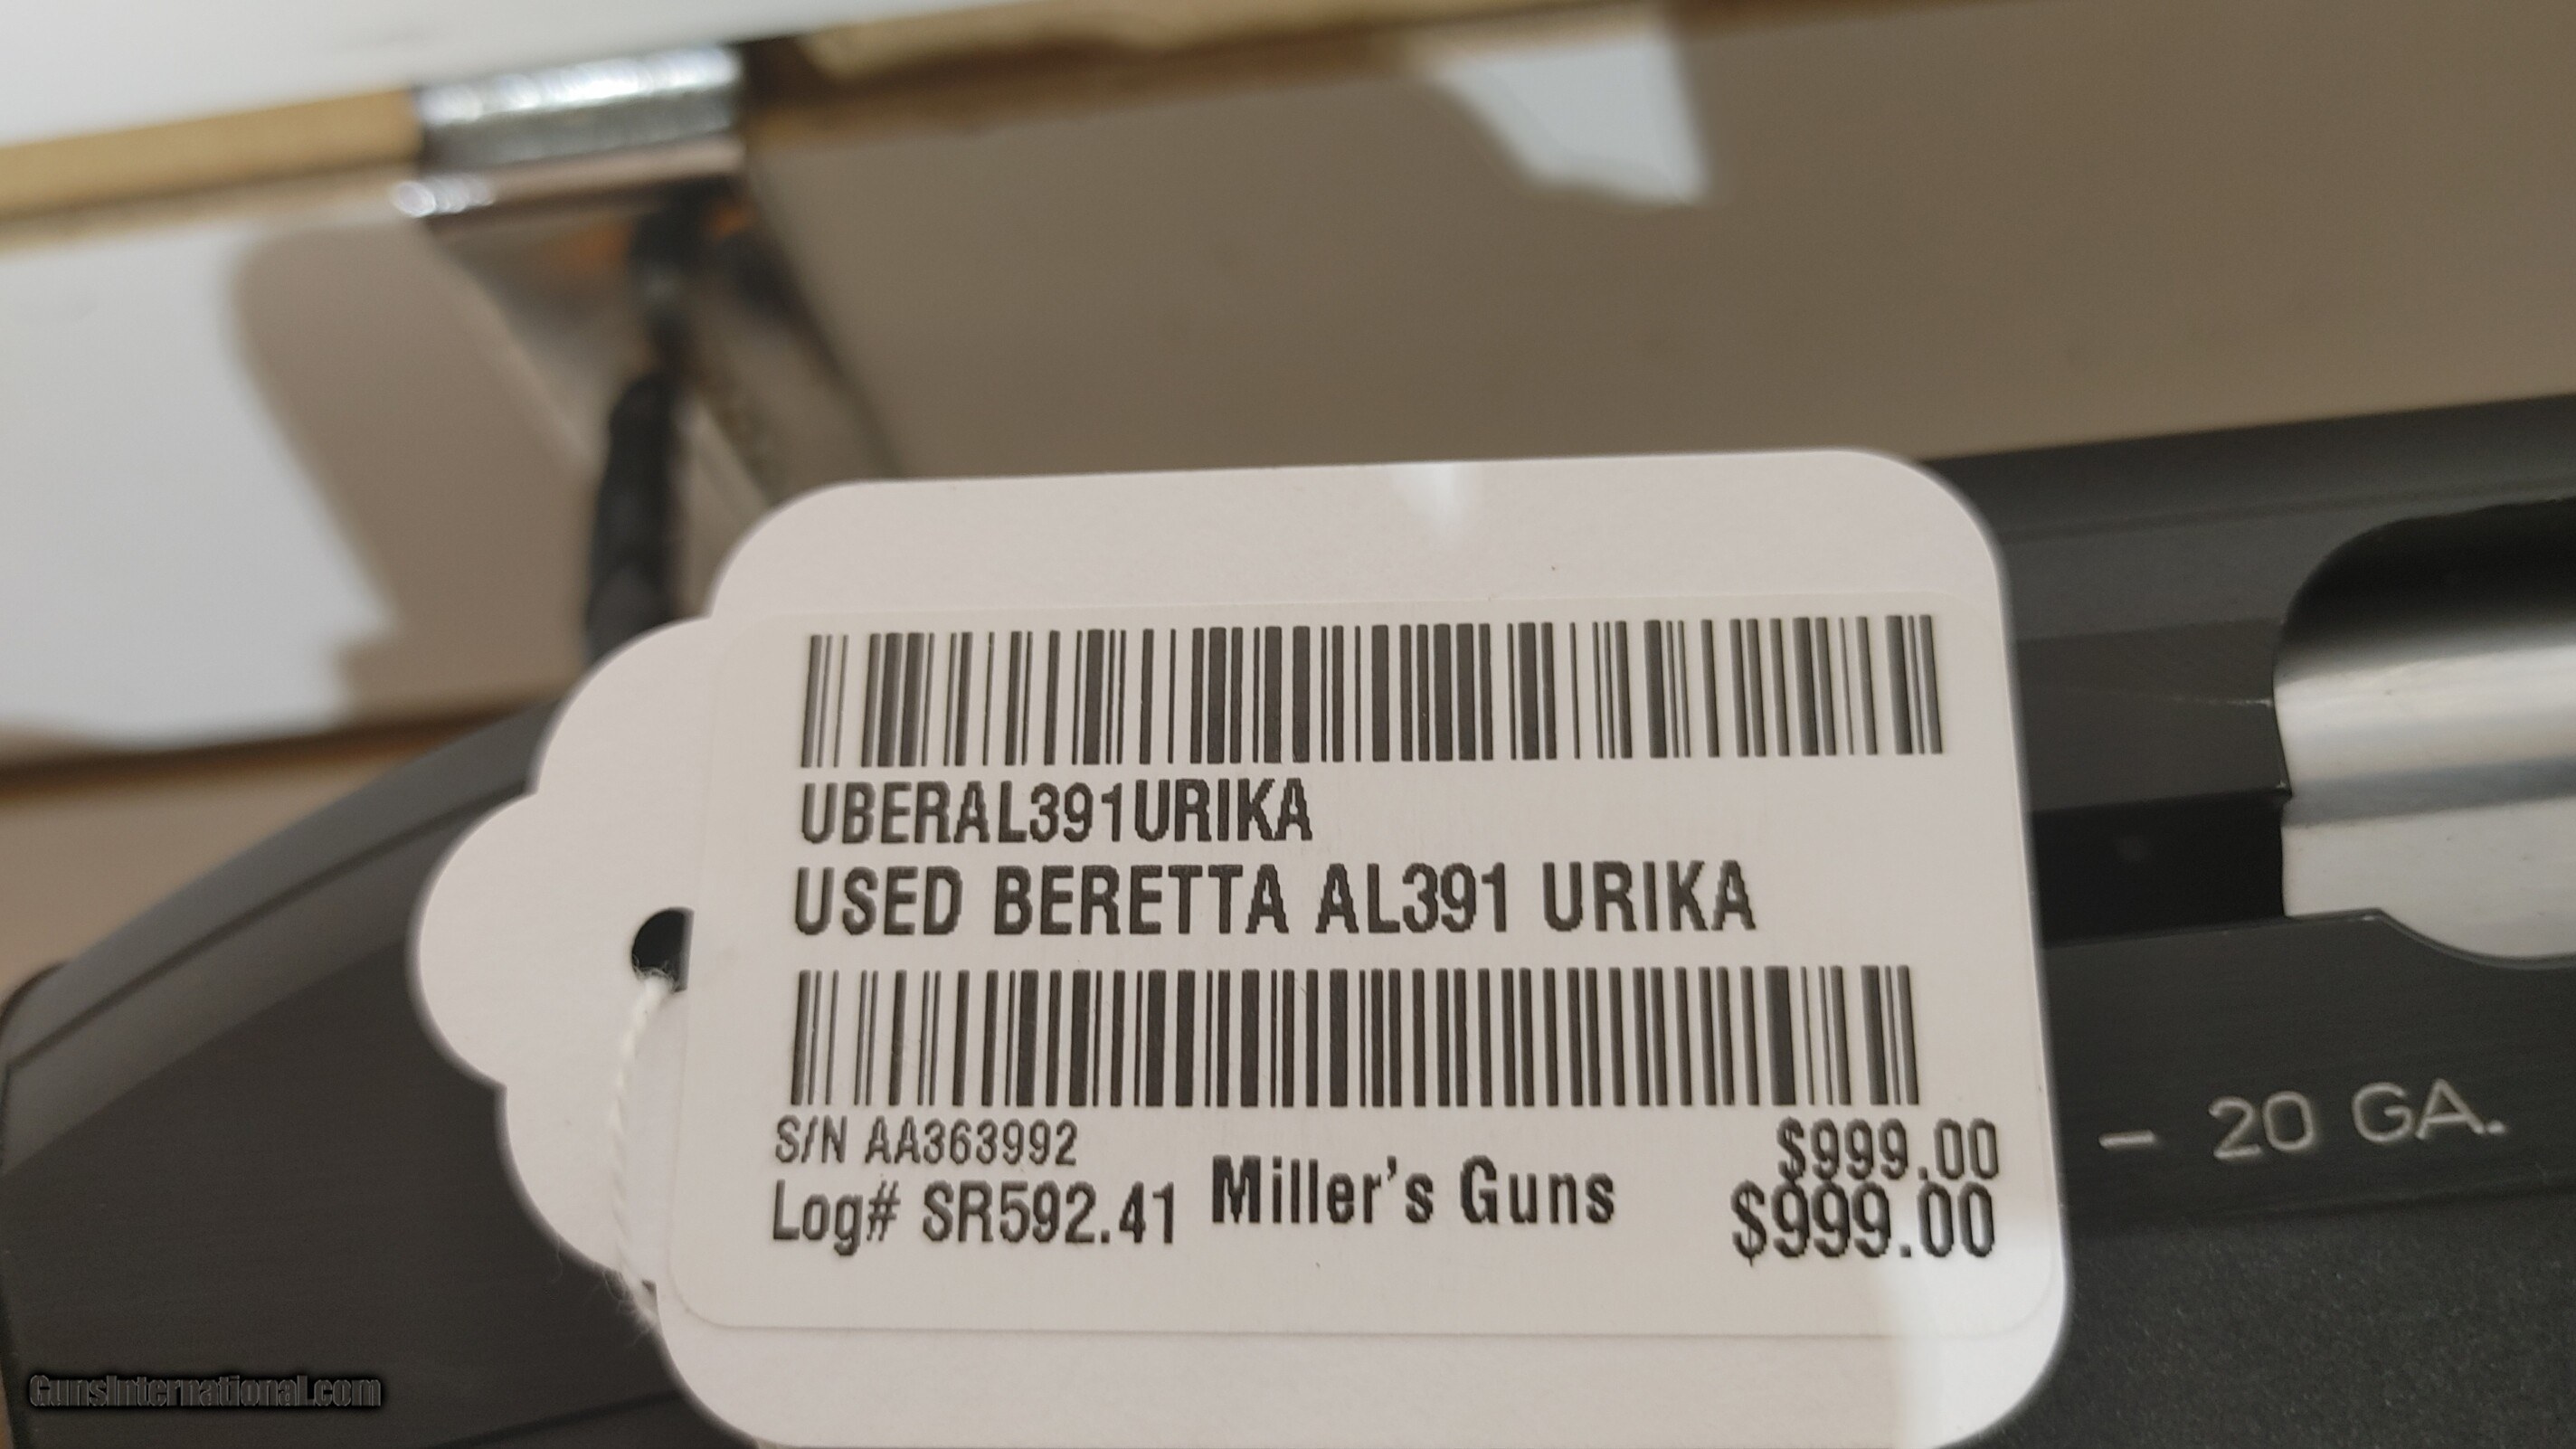 UBERAL391URIKA
USED BERETTA AL391 URIKA
S/N AA363992
$999.00
Log# SR592.41
Miller's Guns
$999.00
- 20 GA.
GunsInternational.com